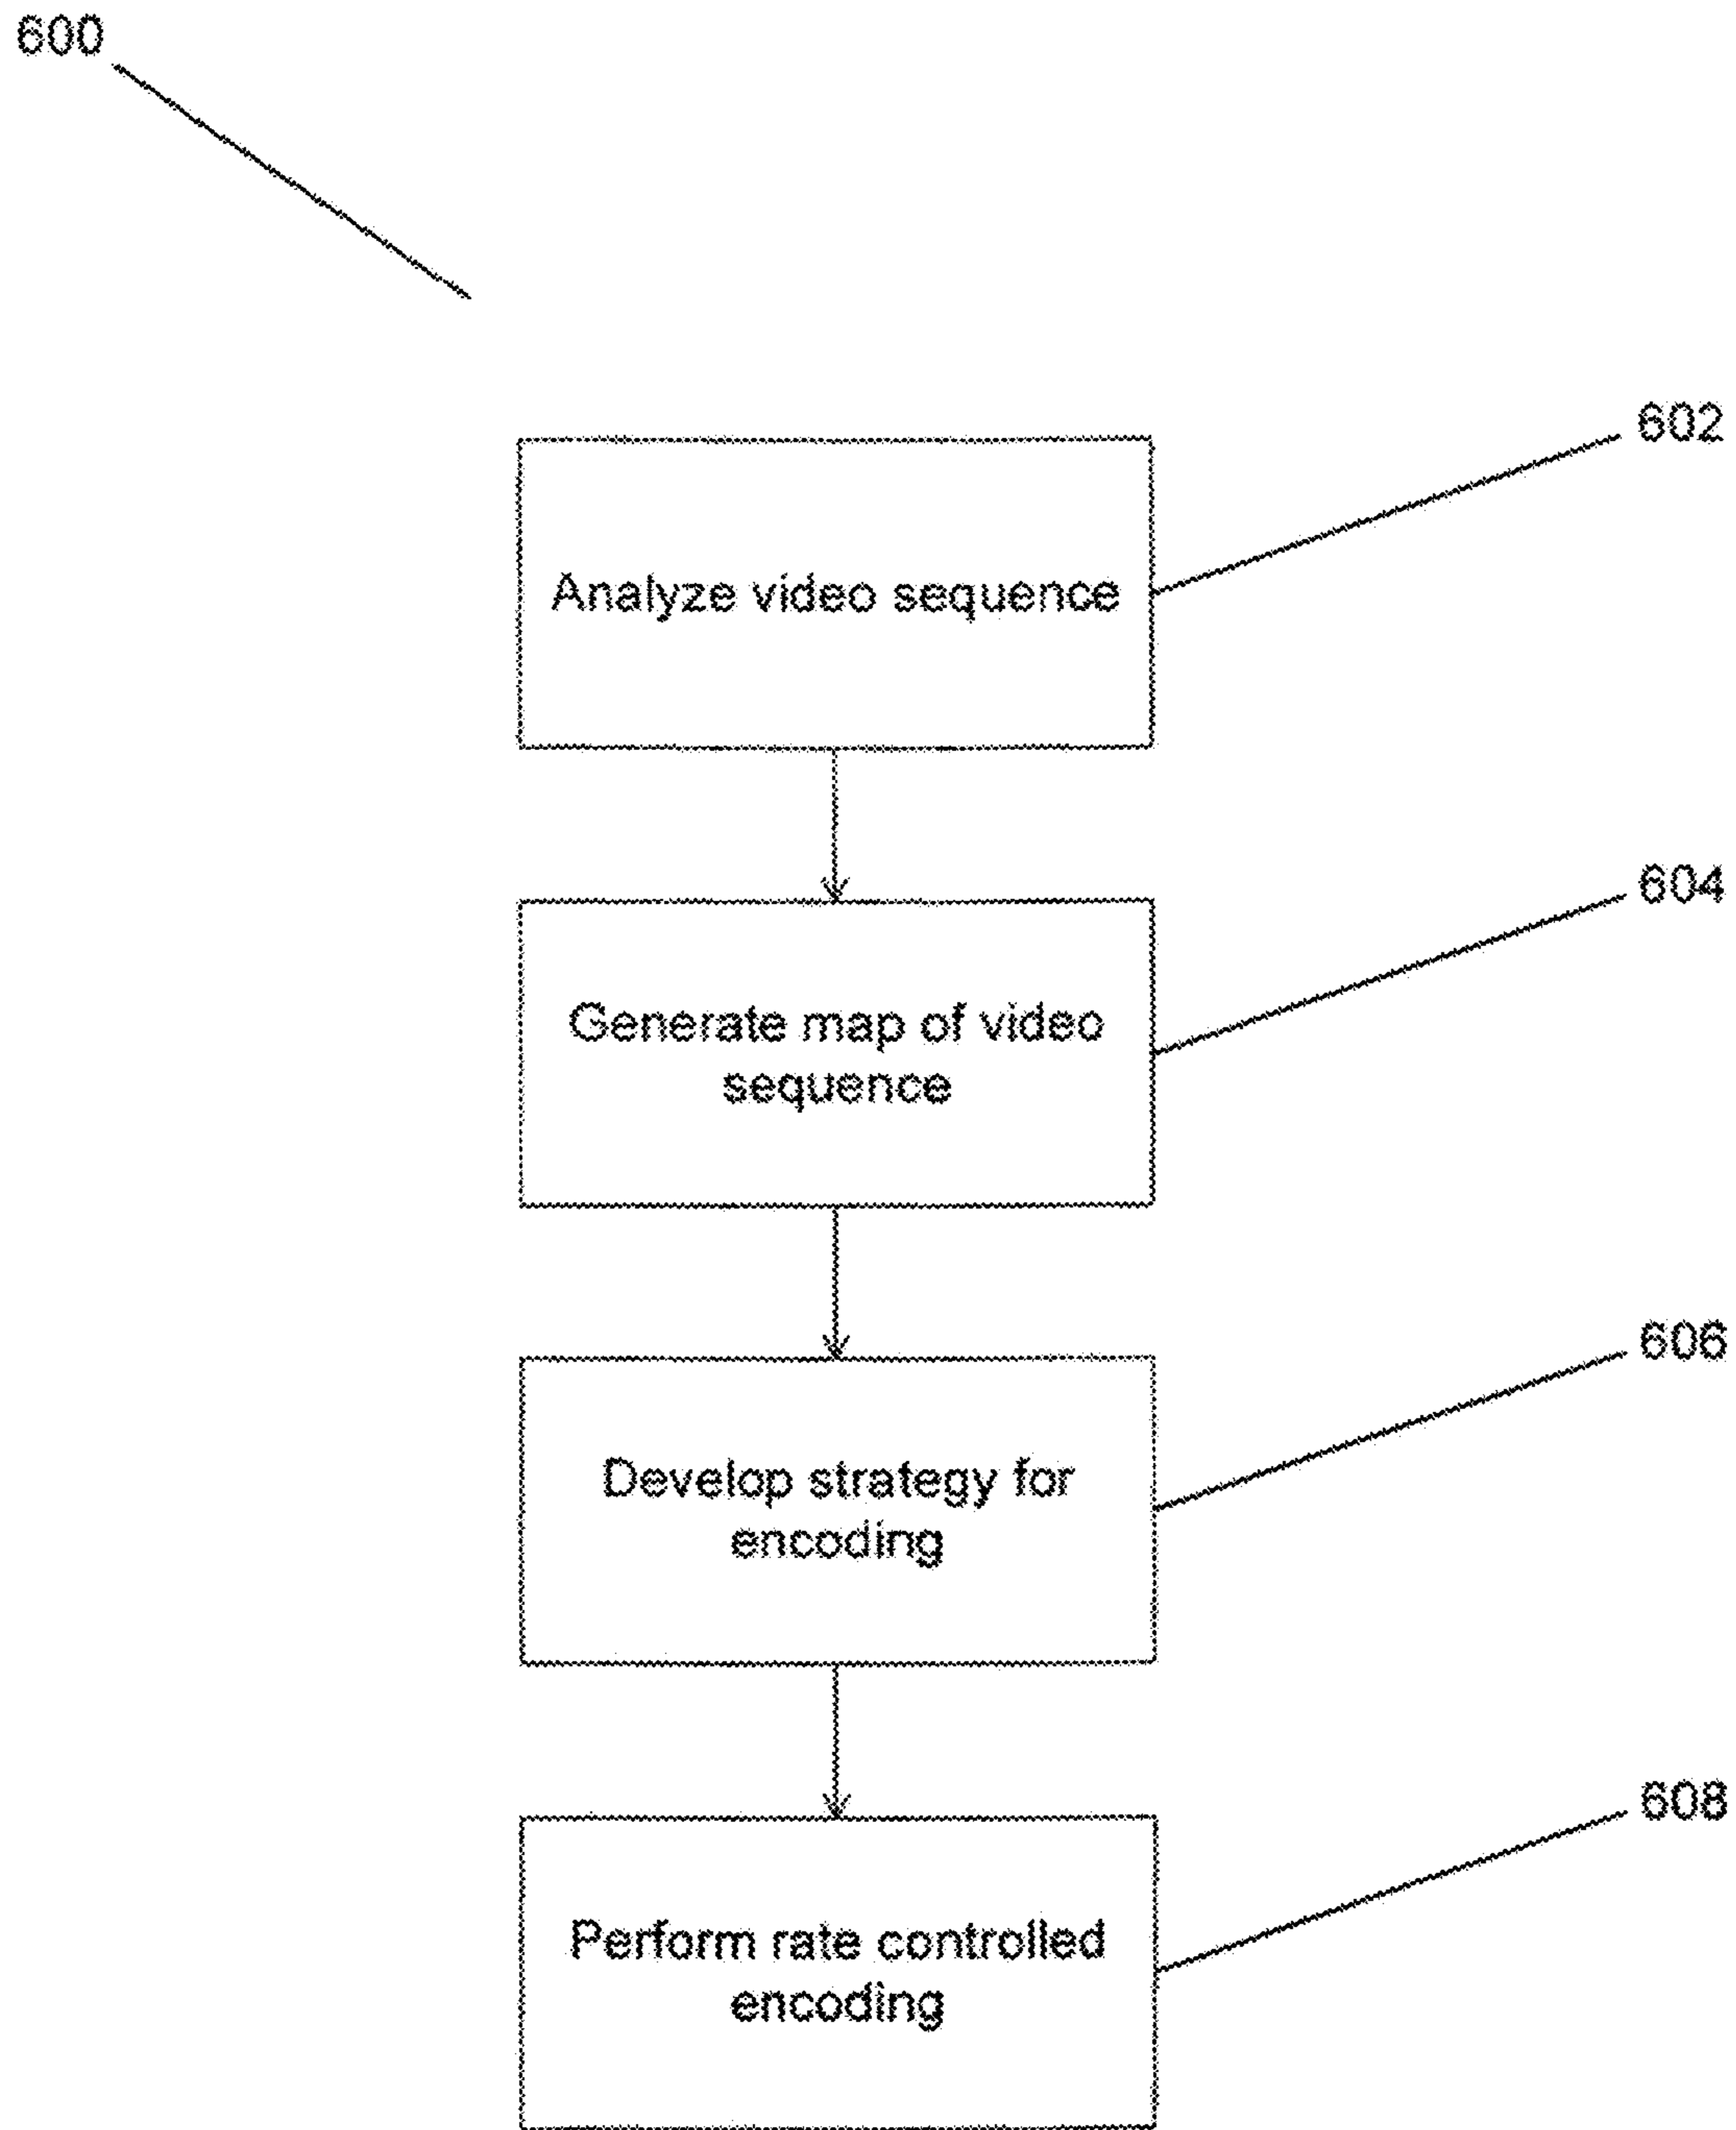 600
602
Analyze video sequence
604
Generate map of video
sequence
606
Develop strategy for
encoding
608
Perform rate controlled
encoding